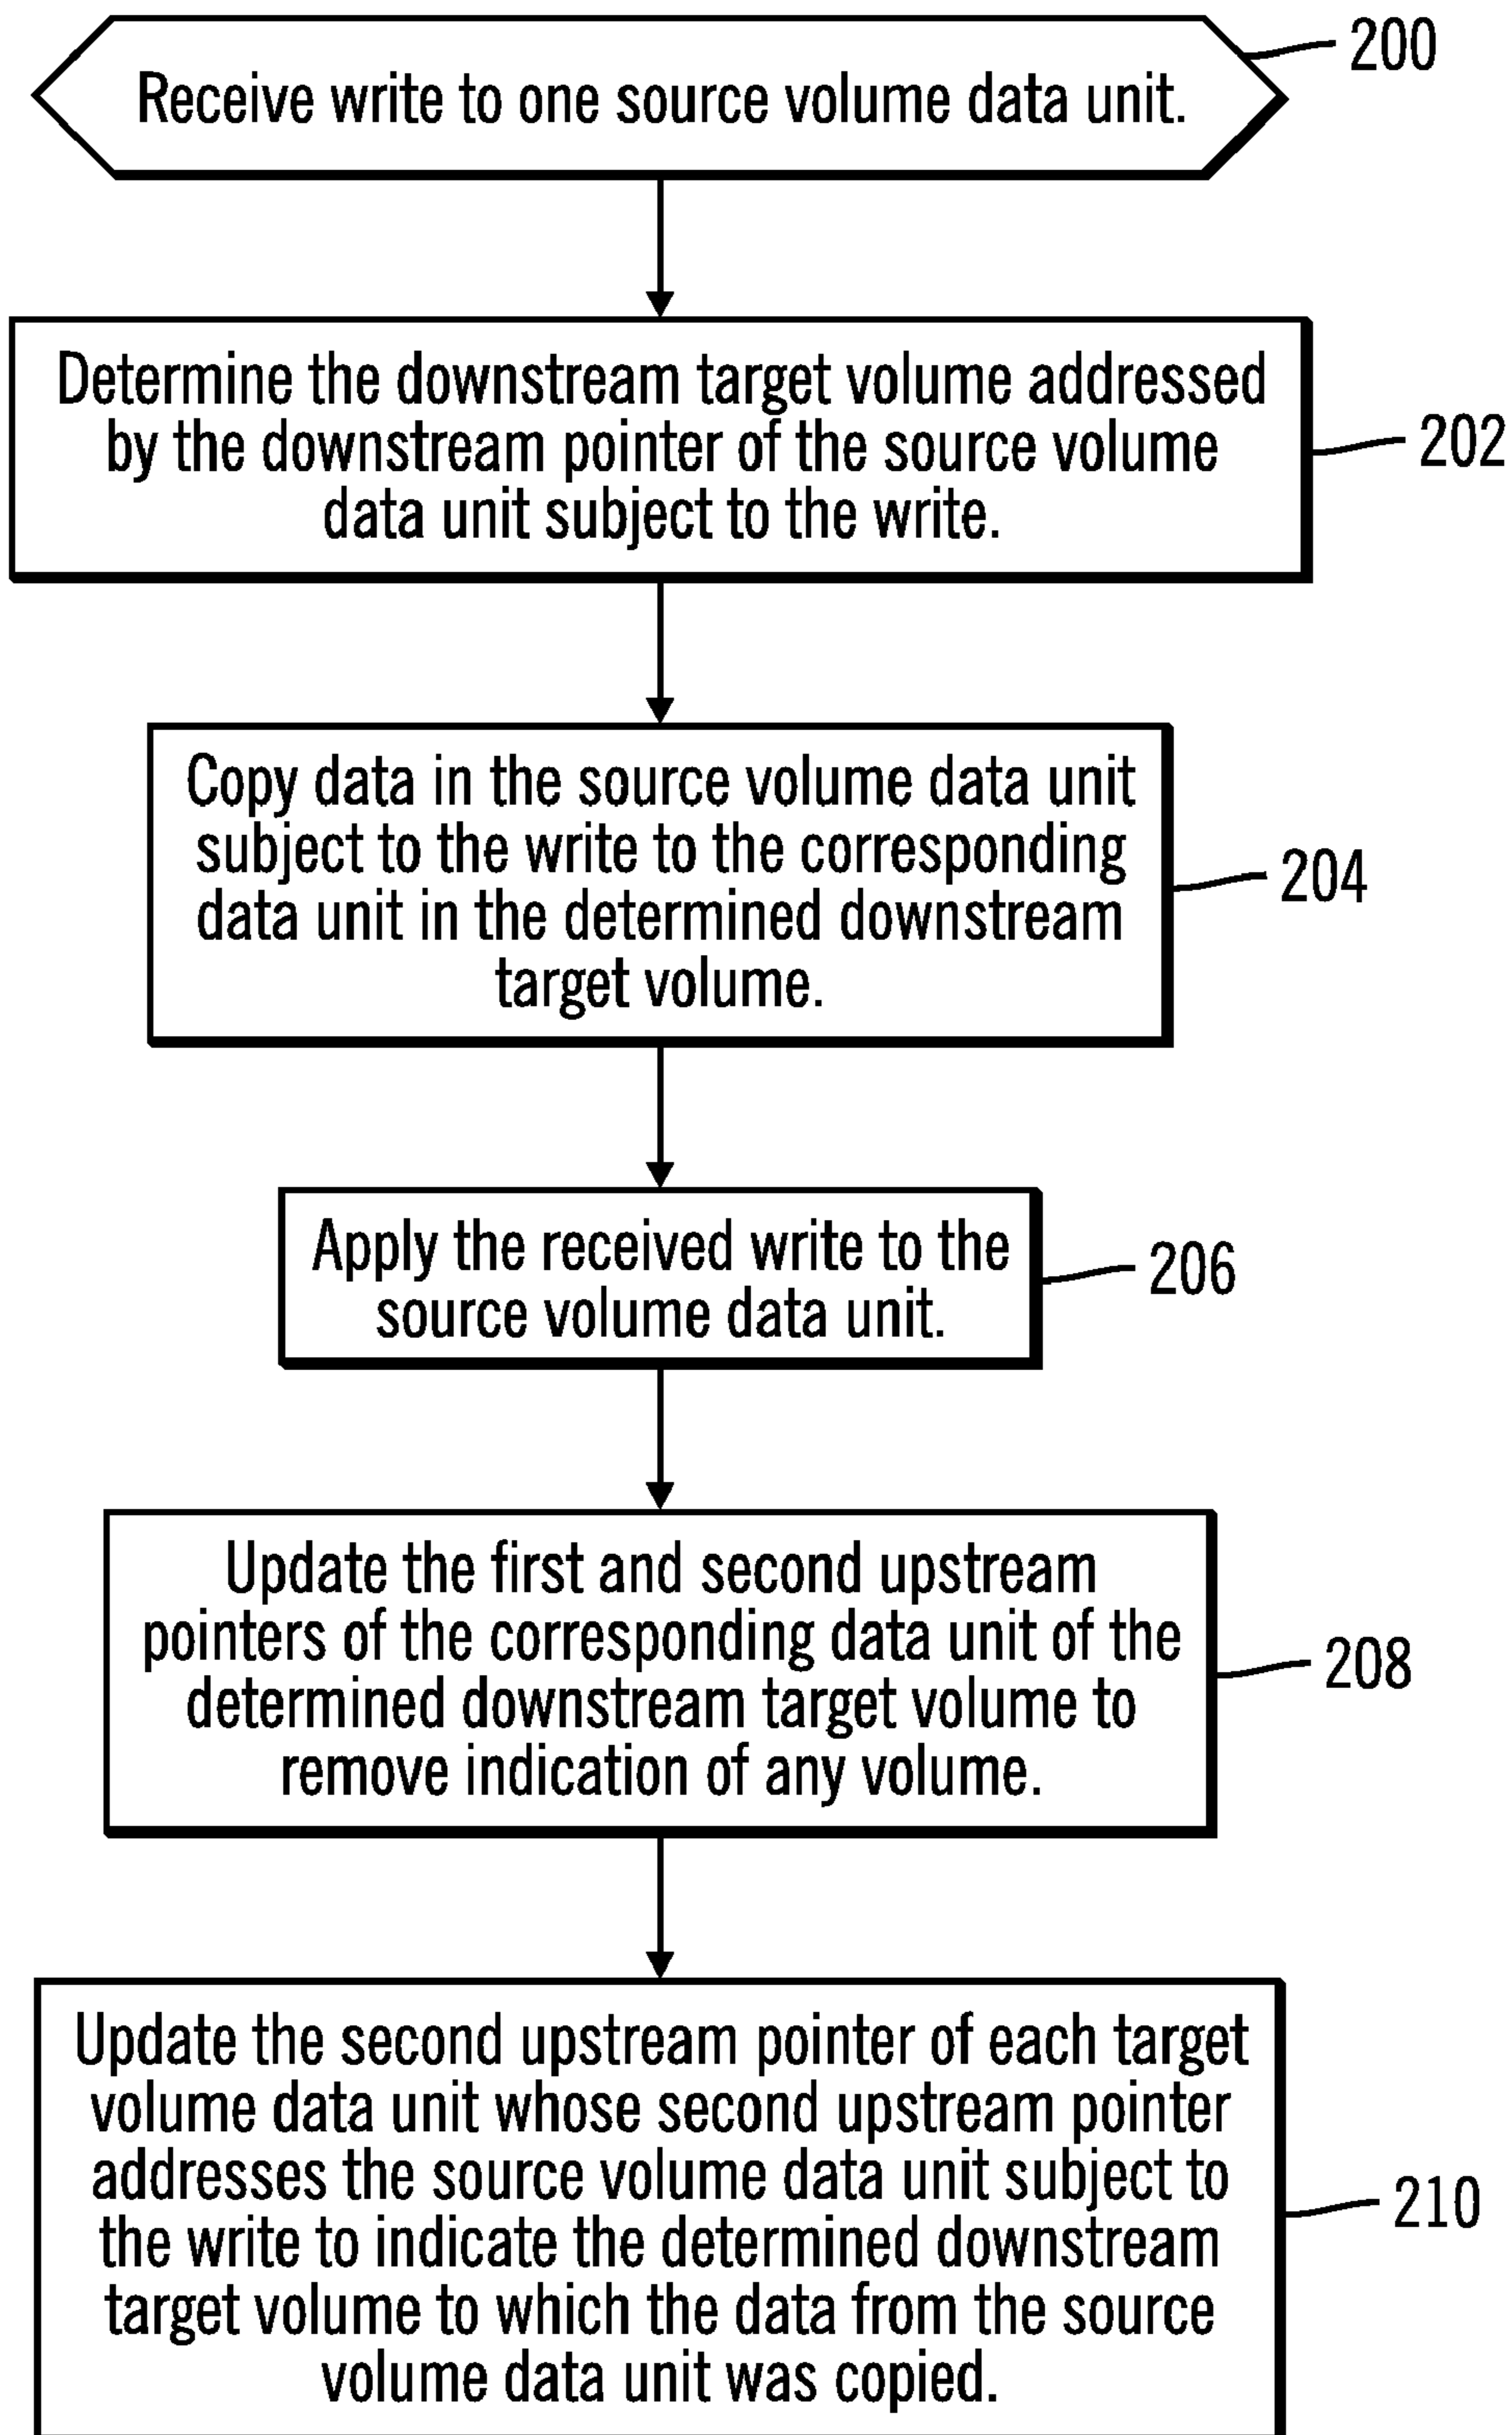 Receive write to one source volume data unit.
200
Determine the downstream target volume addressed
by the downstream pointer of the source volume
data unit subject to the write.
202
Copy data in the source volume data unit
subject to the write to the corresponding
data unit in the determined downstream
target volume.
204
Apply the received write to the
source volume data unit.
206
Update the first and second upstream
pointers of the corresponding data unit of the
determined downstream target volume to
remove indication of any volume.
208
Update the second upstream pointer of each target
volume data unit whose second upstream pointer
addresses the source volume data unit subject to
the write to indicate the determined downstream
target volume to which the data from the source
volume data unit was copied.
210